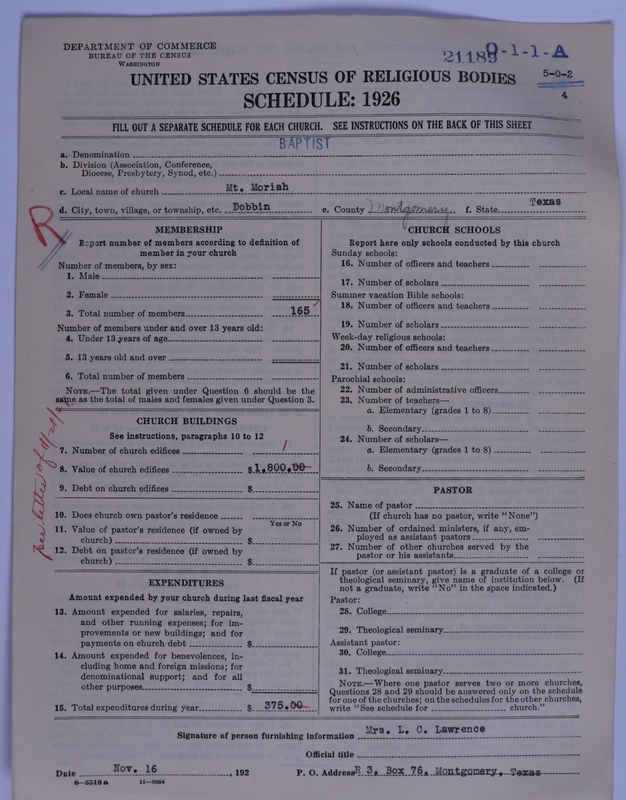 DEPARTMENT OF COMMERCE
BUREAU OF THE CENSUS
WASHINGTON
21189 0-1-1-A
5-0-2
4
UNITED STATES CENSUS OF RELIGIOUS BODIES
SCHEDULE: 1926
FILL OUT A SEPARATE SCHEDULE FOR EACH CHURCH. SEE INSTRUCTIONS ON THE BACK OF THIS SHEET
BAPTIST
a. Denomination
b. Division (Association, Conference,
Diocese, Presbytery, Synod, etc.)
c. Local name of church Mt. Moriah
d. City, town, village, or township, etc. Dobbin e. County Montgomery f. State Texas
R
MEMBERSHIP
Report number of members according to definition of
member in your church
Number of members, by sex:
1. Male
2. Female
3. Total number of members 165
Number of members under and over 13 years old:
4. Under 13 years of age
5. 13 years old and over
6. Total number of members
NOTE.—The total given under Question 6 should be the
same as the total of males and females given under Question 3.
per letter of 11/21/2
CHURCH BUILDINGS
See instructions, paragraphs 10 to 12
7. Number of church edifices 1
8. Value of church edifices $1,800.00
9. Debt on church edifices $
10. Does church own pastor's residence
Yes or No
11. Value of pastor's residence (if owned by
church) $
12. Debt on pastor's residence (if owned by
church) $
EXPENDITURES
Amount expended by your church during last fiscal year
13. Amount expended for salaries, repairs,
and other running expenses; for im-
provements or new buildings; and for
payments on church debt $
14. Amount expended for benevolences, in-
cluding home and foreign missions; for
denominational support; and for all
other purposes $
15. Total expenditures during year $ 375.00
CHURCH SCHOOLS
Report here only schools conducted by this church
Sunday schools:
16. Number of officers and teachers
17. Number of scholars
Summer vacation Bible schools:
18. Number of officers and teachers
19. Number of scholars
Week-day religious schools:
20. Number of officers and teachers
21. Number of scholars
Parochial schools:
22. Number of administrative officers
23. Number of teachers—
a. Elementary (grades 1 to 8)
b. Secondary
24. Number of scholars—
a. Elementary (grades 1 to 8)
b. Secondary
PASTOR
25. Name of pastor
(If church has no pastor, write "None")
26. Number of ordained ministers, if any, em-
ployed as assistant pastors
27. Number of other churches served by the
pastor or his assistants
If pastor (or assistant pastor) is a graduate of a college or
theological seminary, give name of institution below. (If
not a graduate, write "No" in the space indicated.)
Pastor:
28. College
29. Theological seminary
Assistant pastor:
30. College
31. Theological seminary
NOTE.—Where one pastor serves two or more churches,
Questions 28 and 29 should be answered only on the schedule
for one of the churches; on the schedules for the other churches,
write "See schedule for church."
Signature of person furnishing information Mrs. L. C. Lawrence
Official title
Date Nov. 16, 192 P. O. Address R 3, Box 76, Montgomery, Texas
8-5318a 11-9054